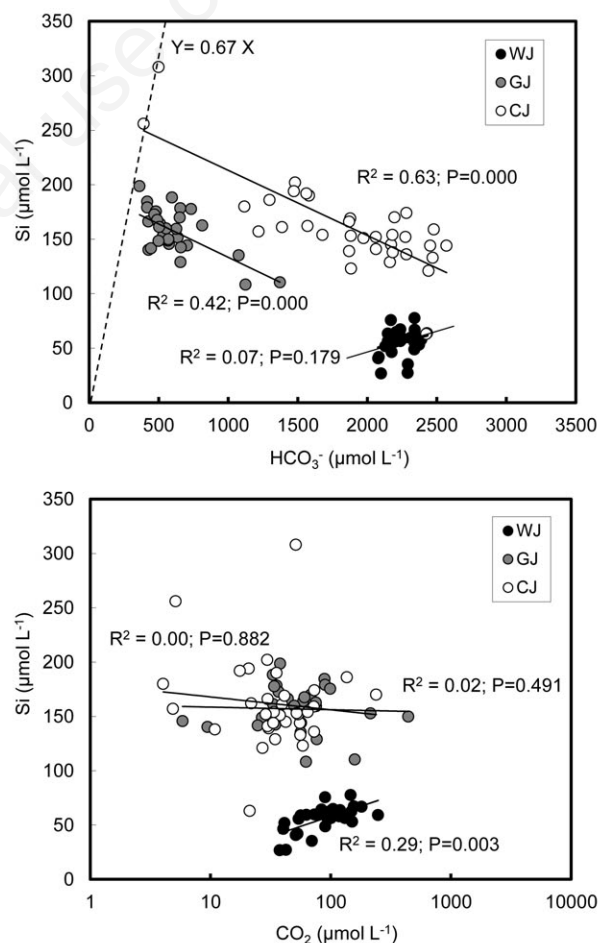 350
300
250
200
150
100
50
0
Si (µmol L⁻¹)
Y= 0.67 X
WJ
GJ
CJ
R² = 0.63; P=0.000
R² = 0.42; P=0.000
R² = 0.07; P=0.179
0 500 1000 1500 2000 2500 3000 3500
HCO₃⁻ (µmol L⁻¹)
350
300
250
200
150
100
50
0
Si (µmol L⁻¹)
WJ
GJ
CJ
R² = 0.00; P=0.882
R² = 0.02; P=0.491
R² = 0.29; P=0.003
1 10 100 1000 10000
CO₂ (µmol L⁻¹)